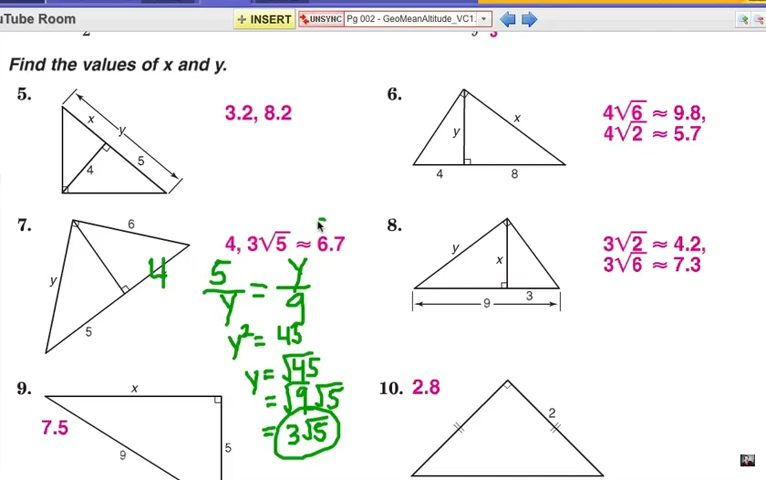 uTube Room
INSERT
UNSYNC
Pg 002 - GeoMeanAltitude_VC1.
Find the values of x and y.
5.
x
y
4
5
3.2, 8.2
6.
x
y
4
8
4√6 ≈ 9.8,
4√2 ≈ 5.7
7.
6
y
4
5
4, 3√5 ≈ 6.7
5/y = y/9
y² = 45
y = √45
= √9√5
= 3√5
8.
y
x
9
3
3√2 ≈ 4.2,
3√6 ≈ 7.3
9.
x
7.5
9
5
10. 2.8
2